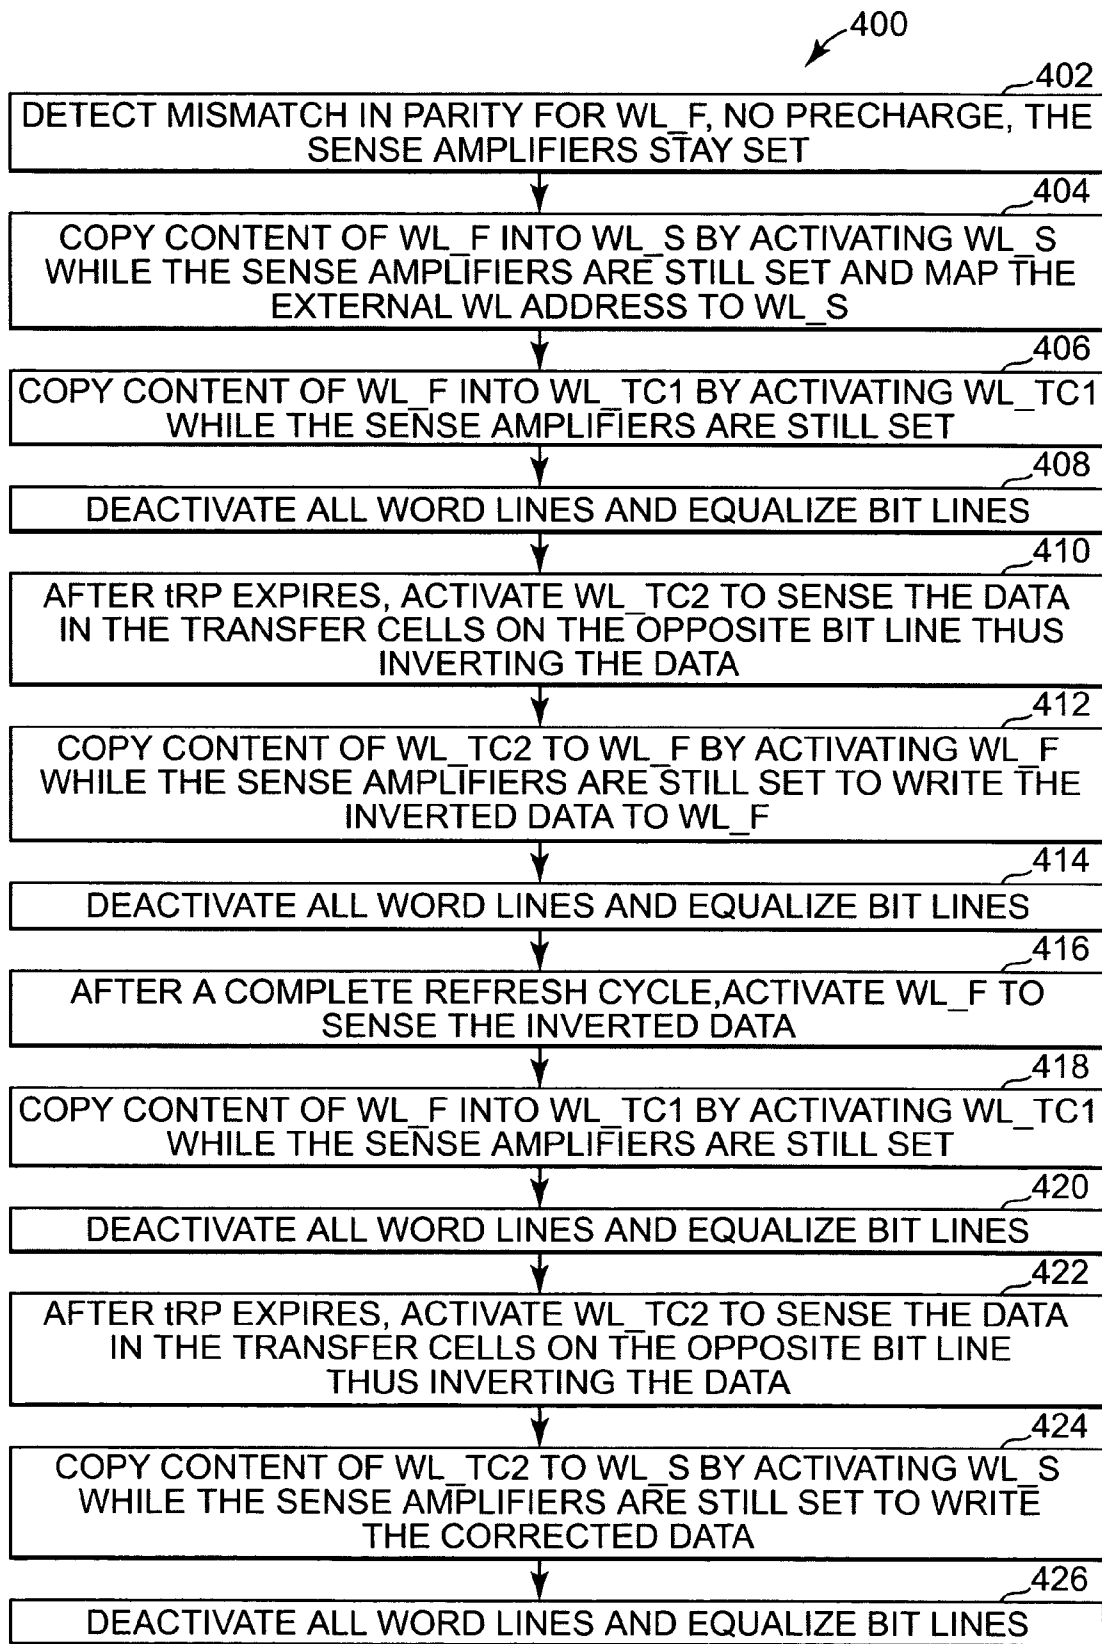 400
402
DETECT MISMATCH IN PARITY FOR WL_F, NO PRECHARGE, THE
SENSE AMPLIFIERS STAY SET
404
COPY CONTENT OF WL_F INTO WL_S BY ACTIVATING WL_S
WHILE THE SENSE AMPLIFIERS ARE STILL SET AND MAP THE
EXTERNAL WL ADDRESS TO WL_S
406
COPY CONTENT OF WL_F INTO WL_TC1 BY ACTIVATING WL_TC1
WHILE THE SENSE AMPLIFIERS ARE STILL SET
408
DEACTIVATE ALL WORD LINES AND EQUALIZE BIT LINES
410
AFTER tRP EXPIRES, ACTIVATE WL_TC2 TO SENSE THE DATA
IN THE TRANSFER CELLS ON THE OPPOSITE BIT LINE THUS
INVERTING THE DATA
412
COPY CONTENT OF WL_TC2 TO WL_F BY ACTIVATING WL_F
WHILE THE SENSE AMPLIFIERS ARE STILL SET TO WRITE THE
INVERTED DATA TO WL_F
414
DEACTIVATE ALL WORD LINES AND EQUALIZE BIT LINES
416
AFTER A COMPLETE REFRESH CYCLE,ACTIVATE WL_F TO
SENSE THE INVERTED DATA
418
COPY CONTENT OF WL_F INTO WL_TC1 BY ACTIVATING WL_TC1
WHILE THE SENSE AMPLIFIERS ARE STILL SET
420
DEACTIVATE ALL WORD LINES AND EQUALIZE BIT LINES
422
AFTER tRP EXPIRES, ACTIVATE WL_TC2 TO SENSE THE DATA
IN THE TRANSFER CELLS ON THE OPPOSITE BIT LINE
THUS INVERTING THE DATA
424
COPY CONTENT OF WL_TC2 TO WL_S BY ACTIVATING WL_S
WHILE THE SENSE AMPLIFIERS ARE STILL SET TO WRITE
THE CORRECTED DATA
426
DEACTIVATE ALL WORD LINES AND EQUALIZE BIT LINES